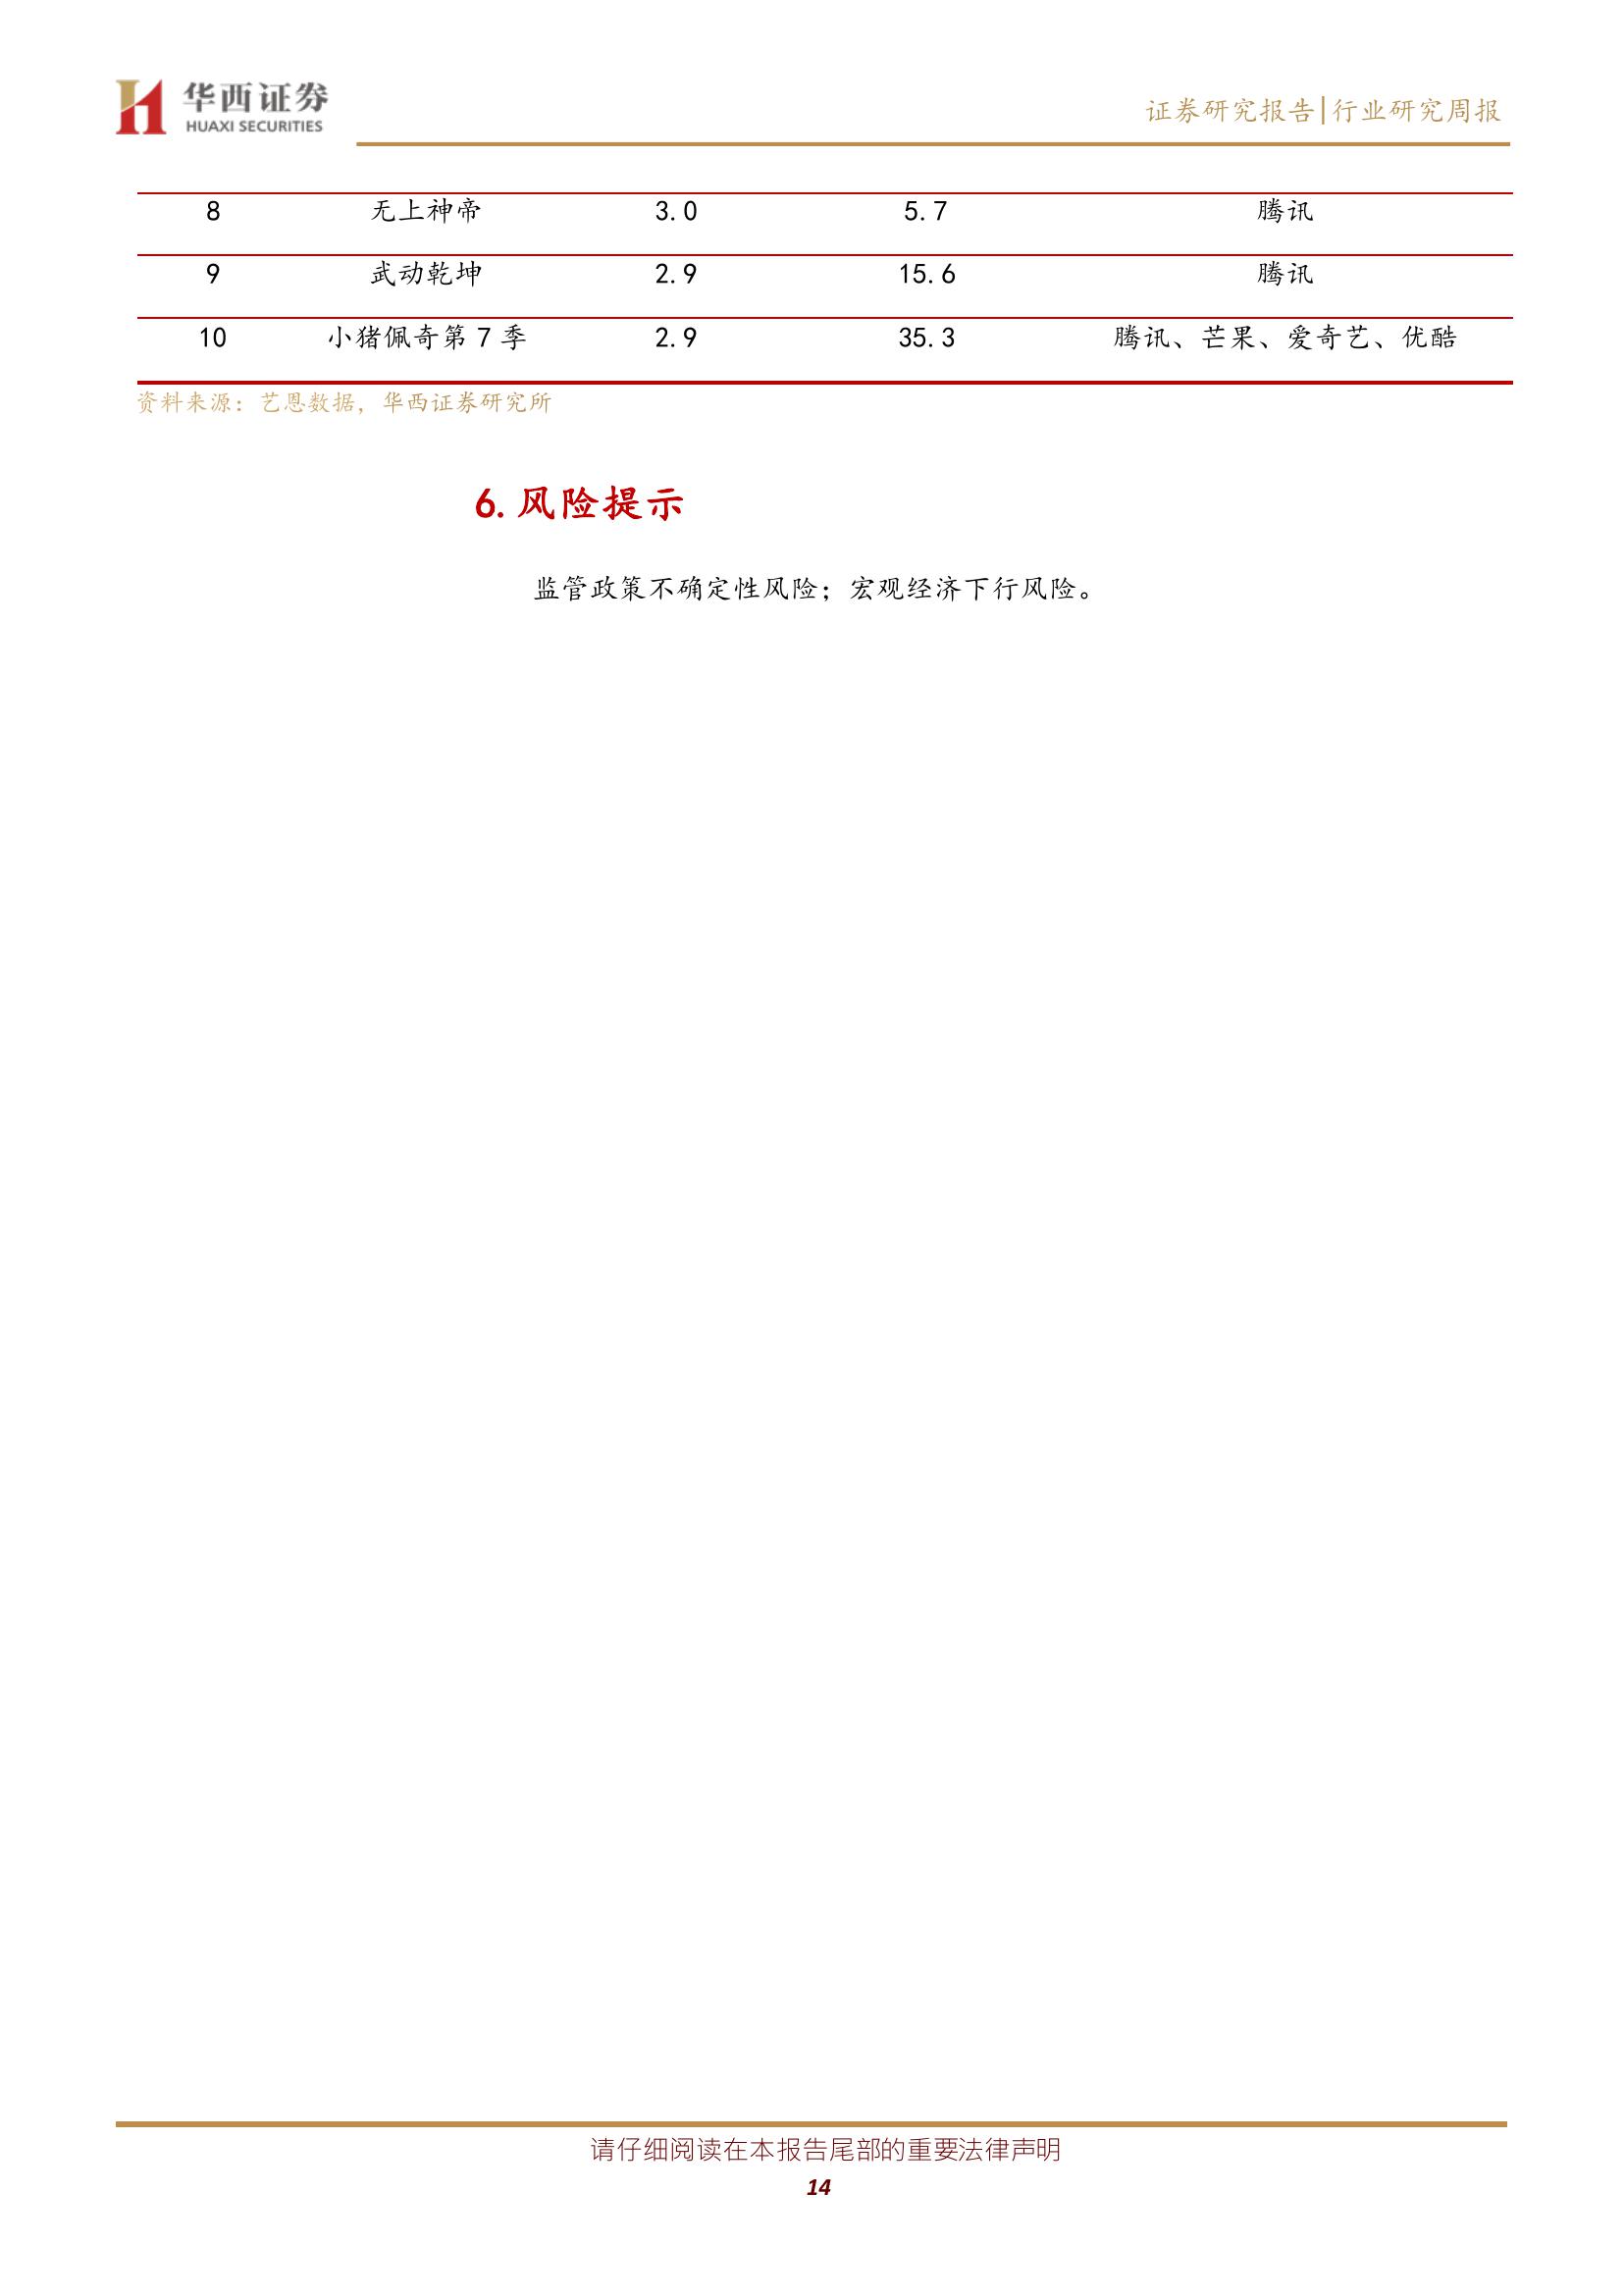 华西证券
HUAXI SECURITIES
证券研究报告|行业研究周报
8 无上神帝 3.0 5.7 腾讯
9 武动乾坤 2.9 15.6 腾讯
10 小猪佩奇第 7 季 2.9 35.3 腾讯、芒果、爱奇艺、优酷
资料来源：艺恩数据，华西证券研究所
6.风险提示
监管政策不确定性风险；宏观经济下行风险。
请仔细阅读在本报告尾部的重要法律声明
14